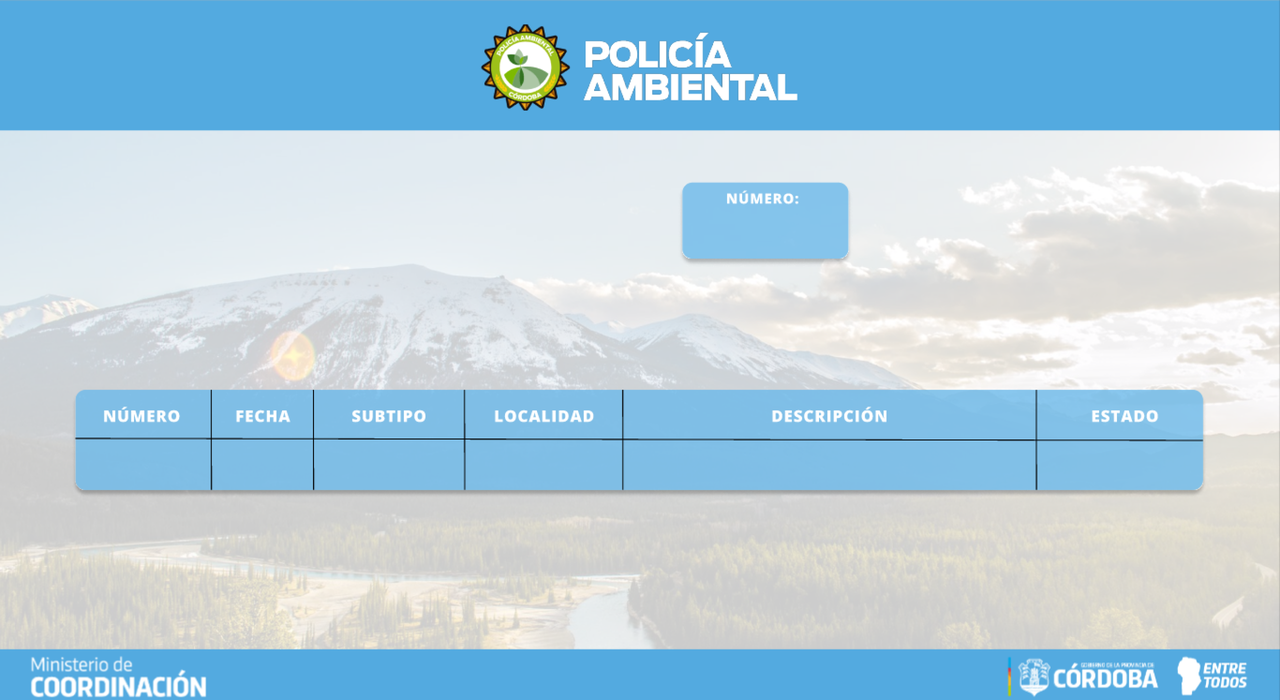 POLICÍA AMBIENTAL
CÓRDOBA
POLICÍA
AMBIENTAL
NÚMERO:
NÚMERO FECHA SUBTIPO LOCALIDAD DESCRIPCIÓN ESTADO
Ministerio de
COORDINACIÓN
GOBIERNO DE LA PROVINCIA DE
CÓRDOBA
ENTRE
TODOS